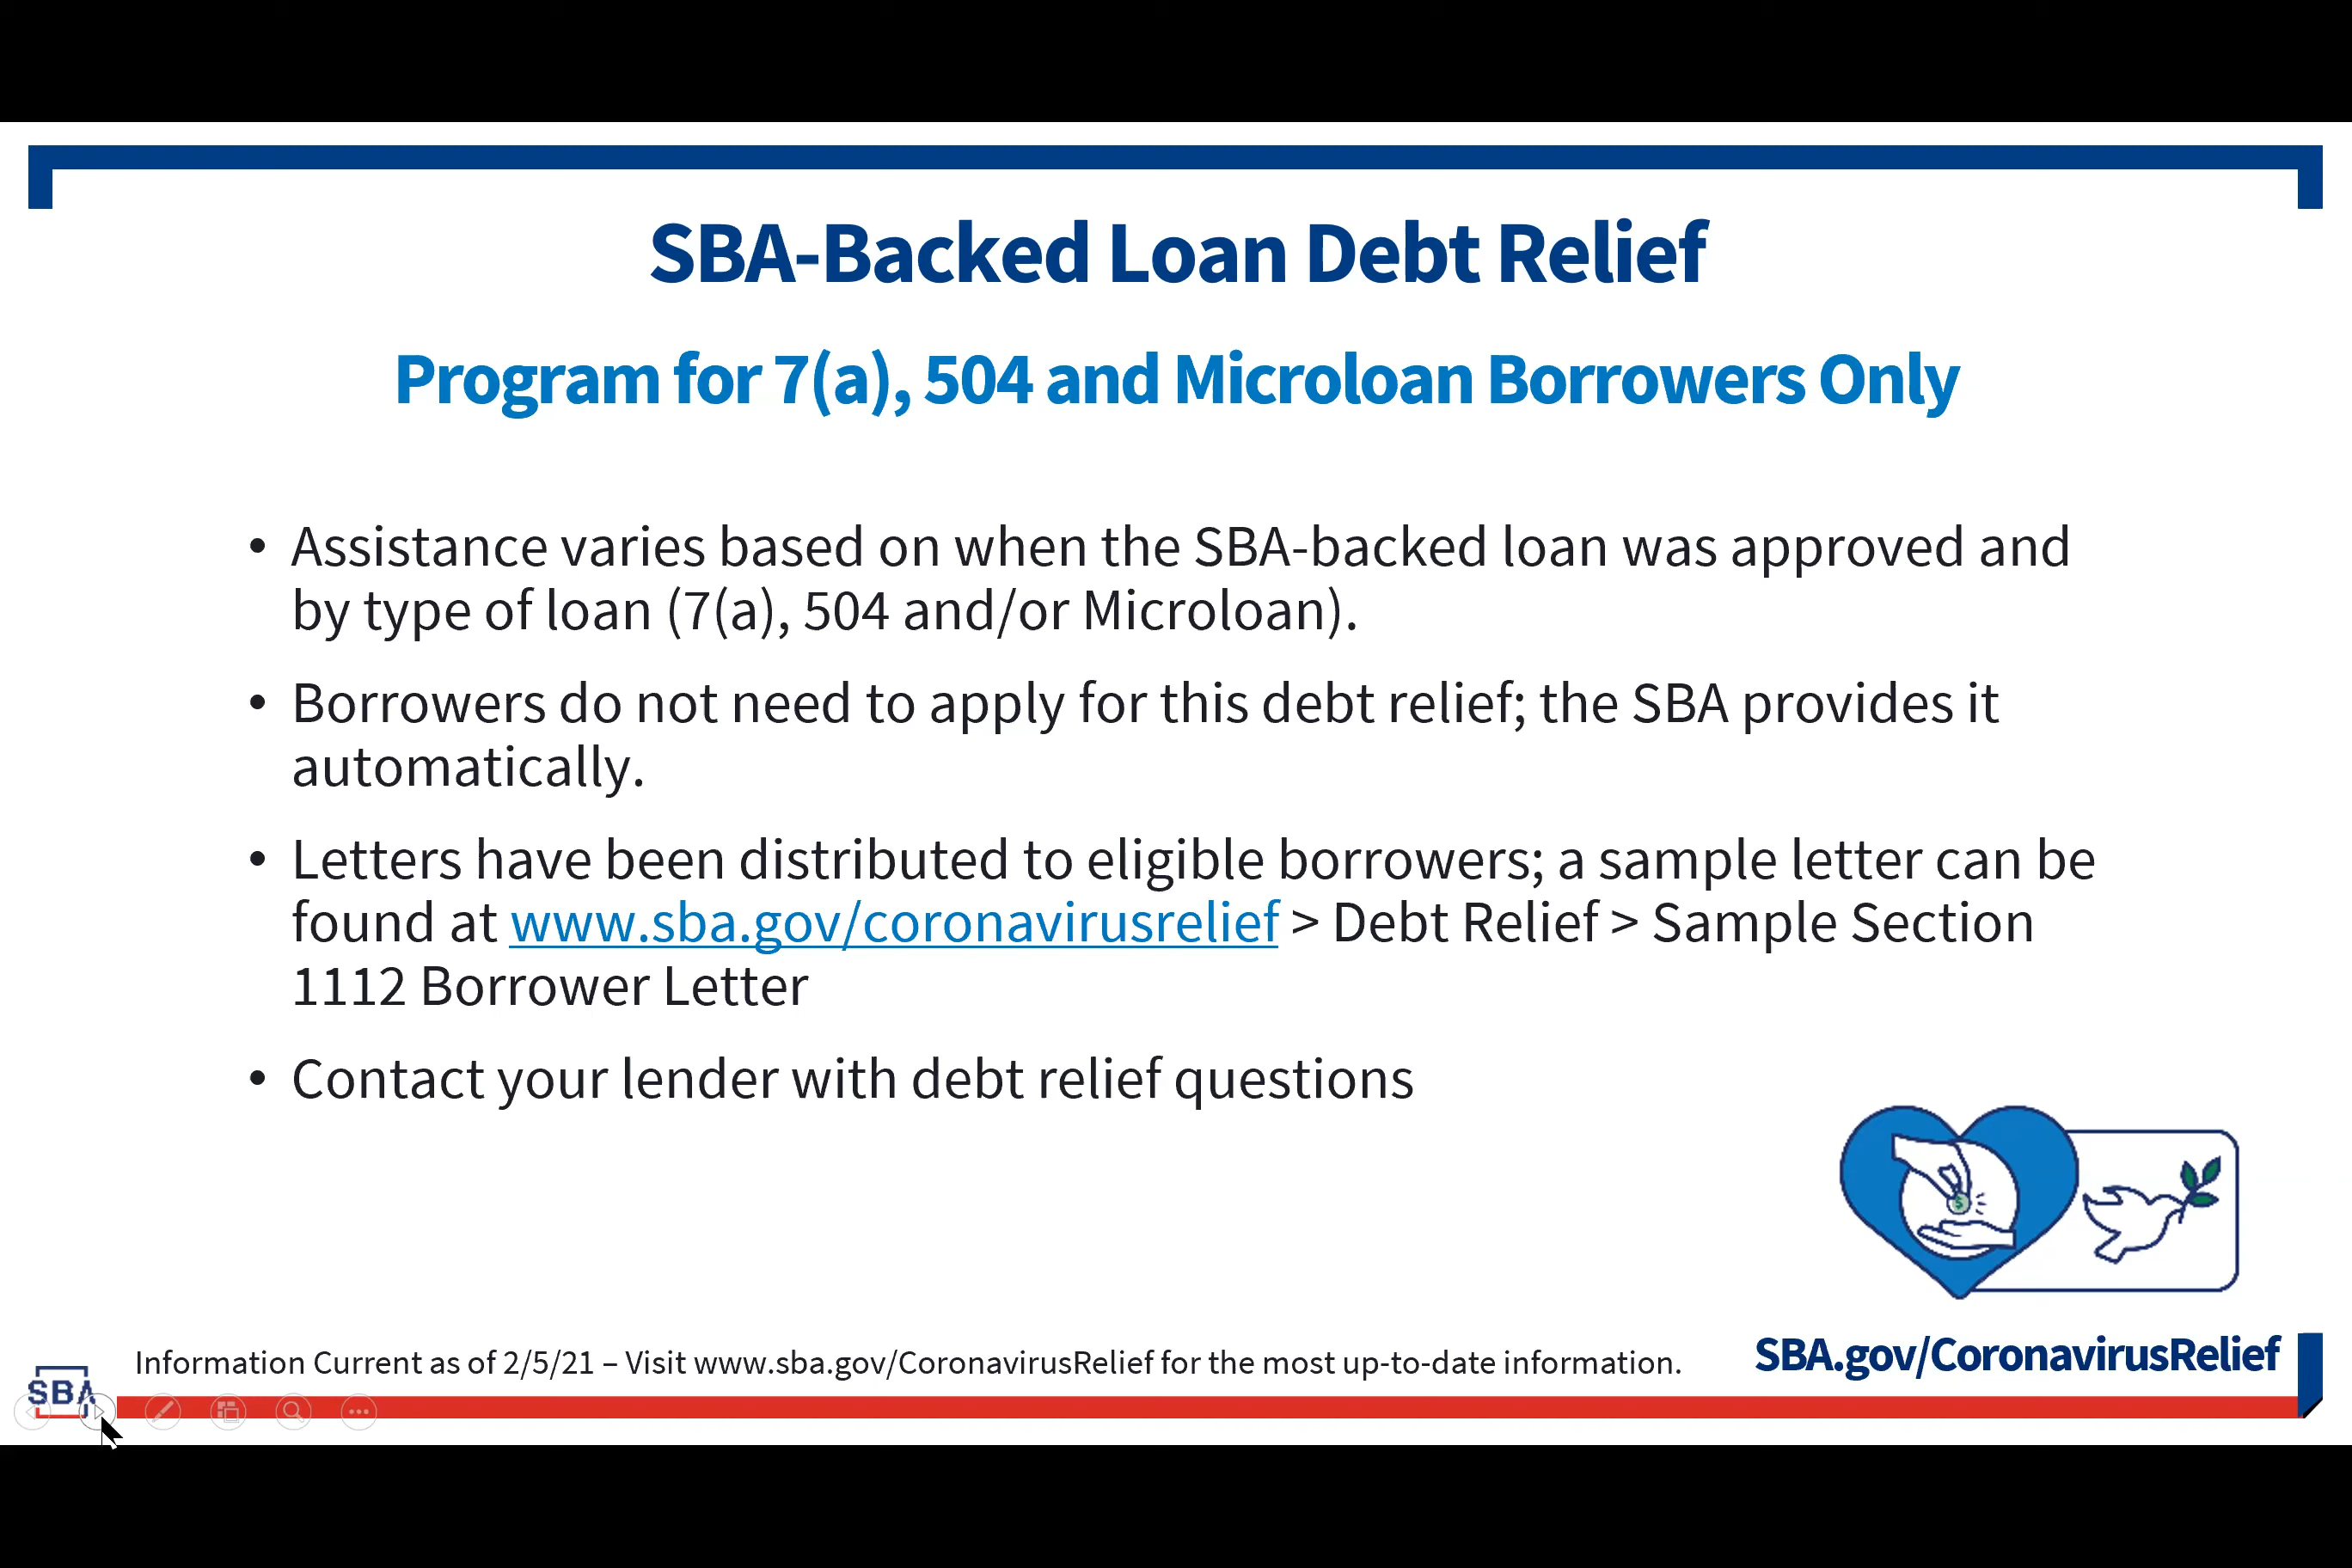 SBA-Backed Loan Debt Relief
Program for 7(a), 504 and Microloan Borrowers Only
• Assistance varies based on when the SBA-backed loan was approved and
by type of loan (7(a), 504 and/or Microloan).
• Borrowers do not need to apply for this debt relief; the SBA provides it
automatically.
• Letters have been distributed to eligible borrowers; a sample letter can be
found at www.sba.gov/coronavirusrelief > Debt Relief > Sample Section
1112 Borrower Letter
• Contact your lender with debt relief questions
$
Information Current as of 2/5/21 – Visit www.sba.gov/CoronavirusRelief for the most up-to-date information.
SBA.gov/CoronavirusRelief
SBA